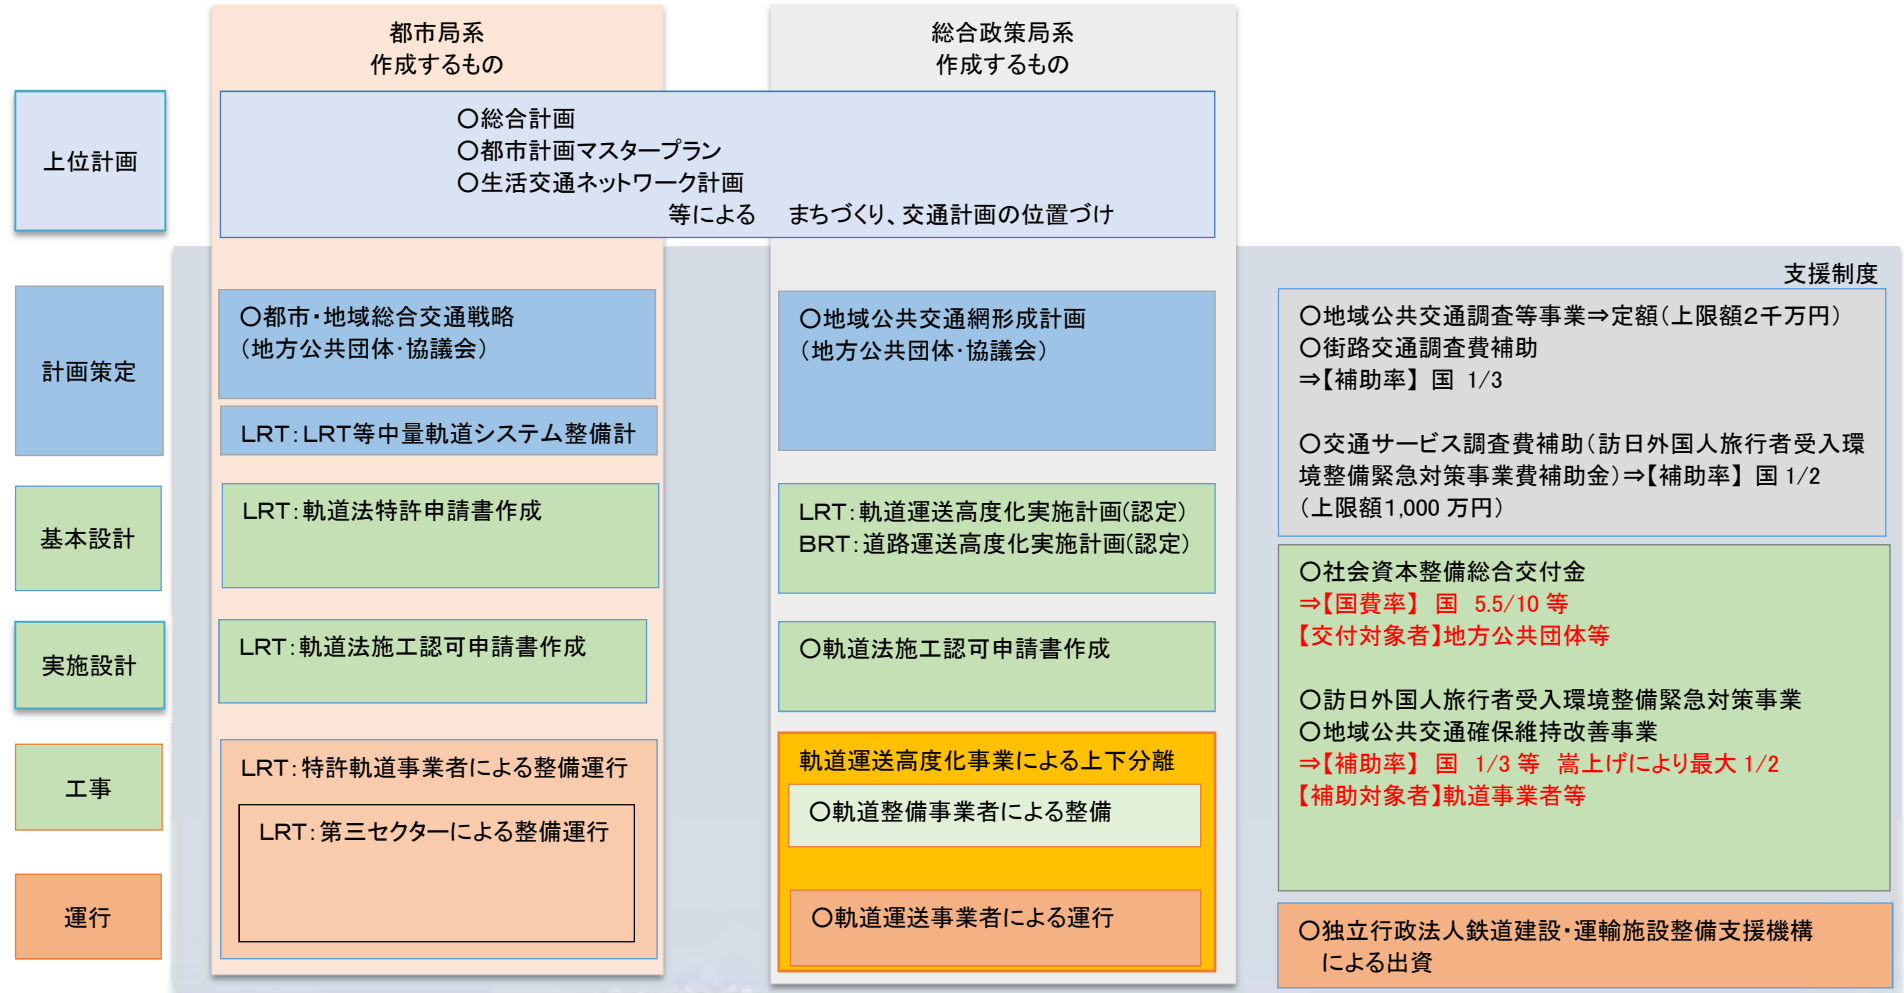 都市局系
作成するもの
総合政策局系
作成するもの
上位計画
〇総合計画
〇都市計画マスタープラン
〇生活交通ネットワーク計画
等による　まちづくり、交通計画の位置づけ
支援制度
計画策定
〇都市・地域総合交通戦略
（地方公共団体・協議会）
LRT：LRT等中量軌道システム整備計
〇地域公共交通網形成計画
（地方公共団体・協議会）
〇地域公共交通調査等事業⇒定額（上限額２千万円）
〇街路交通調査費補助
⇒【補助率】 国 1/3
〇交通サービス調査費補助（訪日外国人旅行者受入環
境整備緊急対策事業費補助金）⇒【補助率】 国 1/2
（上限額１,000 万円）
基本設計
LRT：軌道法特許申請書作成
LRT：軌道運送高度化実施計画(認定)
BRT：道路運送高度化実施計画(認定)
実施設計
LRT：軌道法施工認可申請書作成
〇軌道法施工認可申請書作成
〇社会資本整備総合交付金
⇒【国費率】 国 5.5/10 等
【交付対象者】地方公共団体等
〇訪日外国人旅行者受入環境整備緊急対策事業
〇地域公共交通確保維持改善事業
⇒【補助率】 国 1/3 等 嵩上げにより最大 1/2
【補助対象者】軌道事業者等
工事
LRT：特許軌道事業者による整備運行
LRT：第三セクターによる整備運行
軌道運送高度化事業による上下分離
〇軌道整備事業者による整備
運行
〇軌道運送事業者による運行
〇独立行政法人鉄道建設・運輸施設整備支援機構
による出資